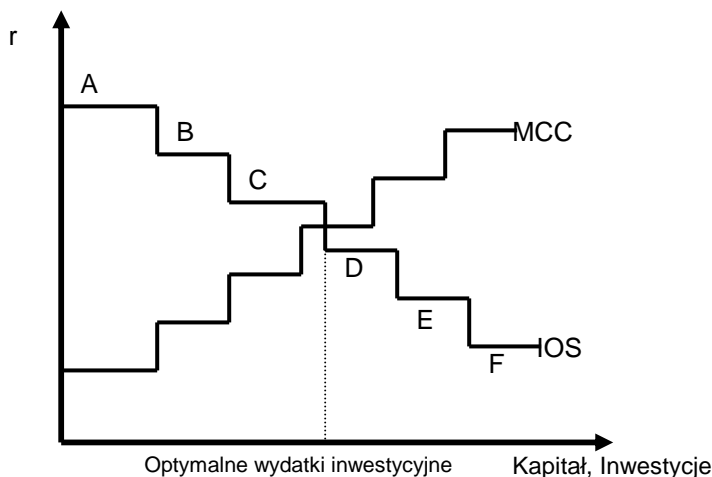 r
A
B
MCC
C
D
E
F
IOS
Optymalne wydatki inwestycyjne
Kapitał, Inwestycje